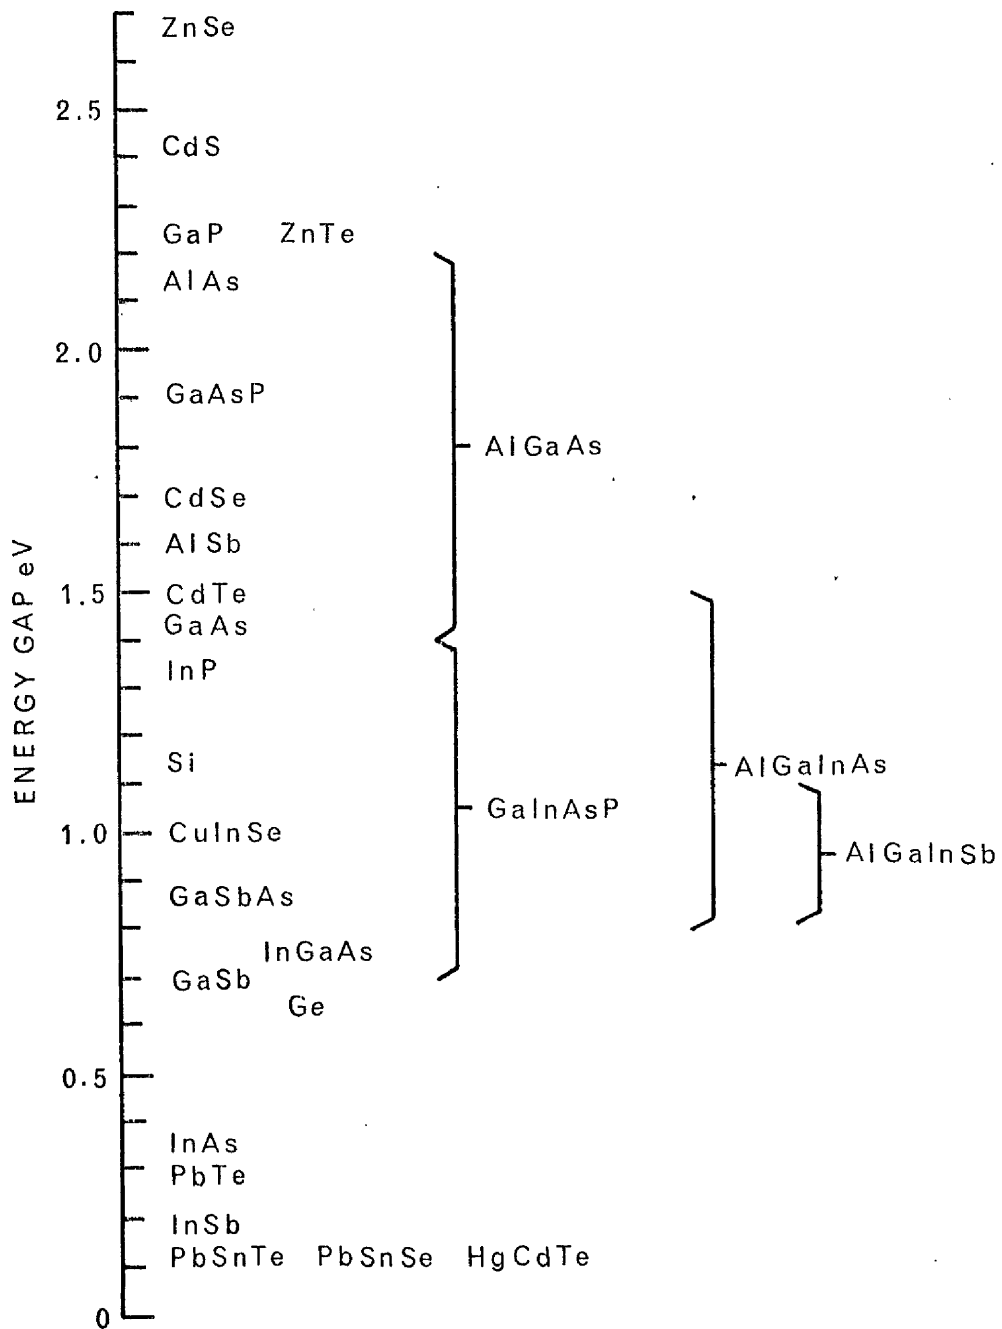 ZnSe
2.5
CdS
GaP ZnTe
AlAs
2.0
GaAsP
AlGaAs
CdSe
AlSb
1.5 CdTe
GaAs
InP
ENERGY GAP eV
Si
AlGaInAs
GaInAsP
1.0 CuInSe
AlGaInSb
GaSbAs
InGaAs
GaSb
Ge
0.5
InAs
PbTe
InSb
PbSnTe PbSnSe HgCdTe
0